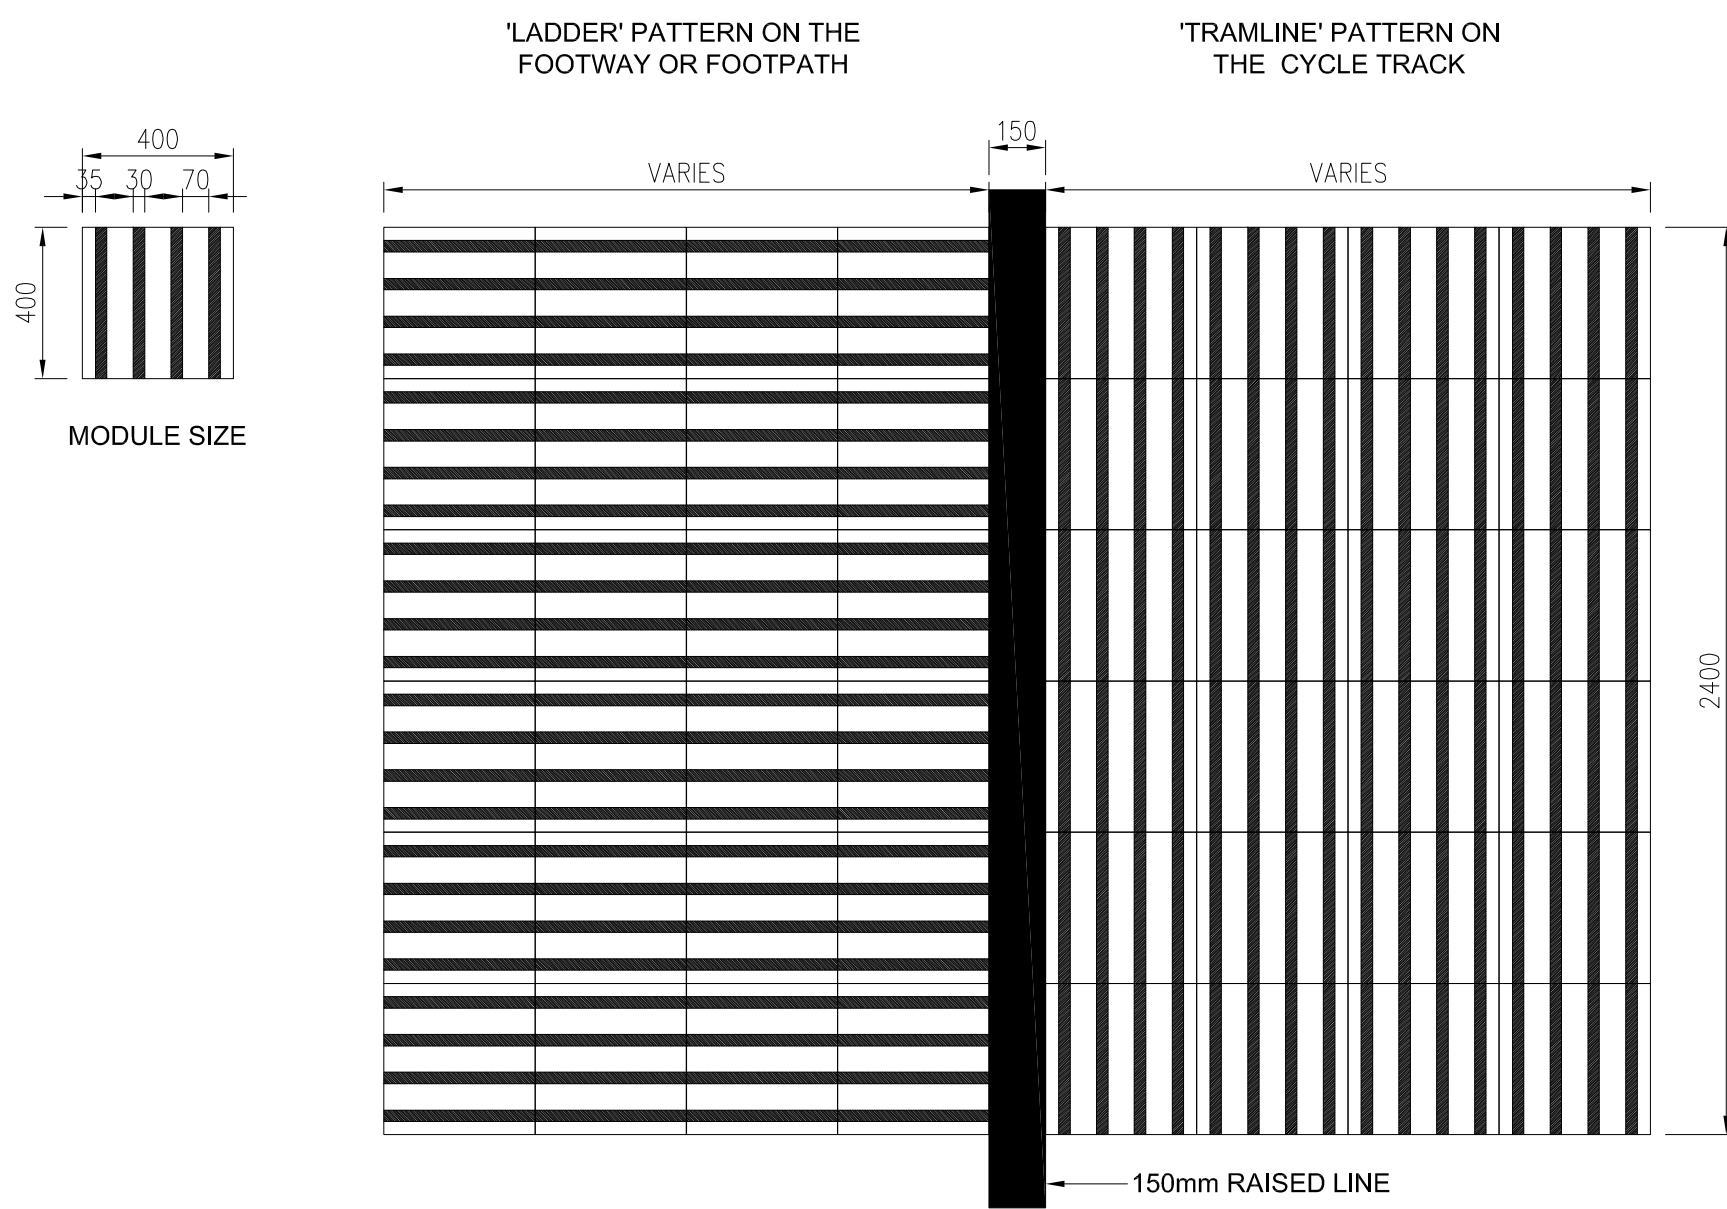 'LADDER' PATTERN ON THE
FOOTWAY OR FOOTPATH
'TRAMLINE' PATTERN ON
THE CYCLE TRACK
400
35 30 70
400
MODULE SIZE
VARIES
150
VARIES
2400
150mm RAISED LINE